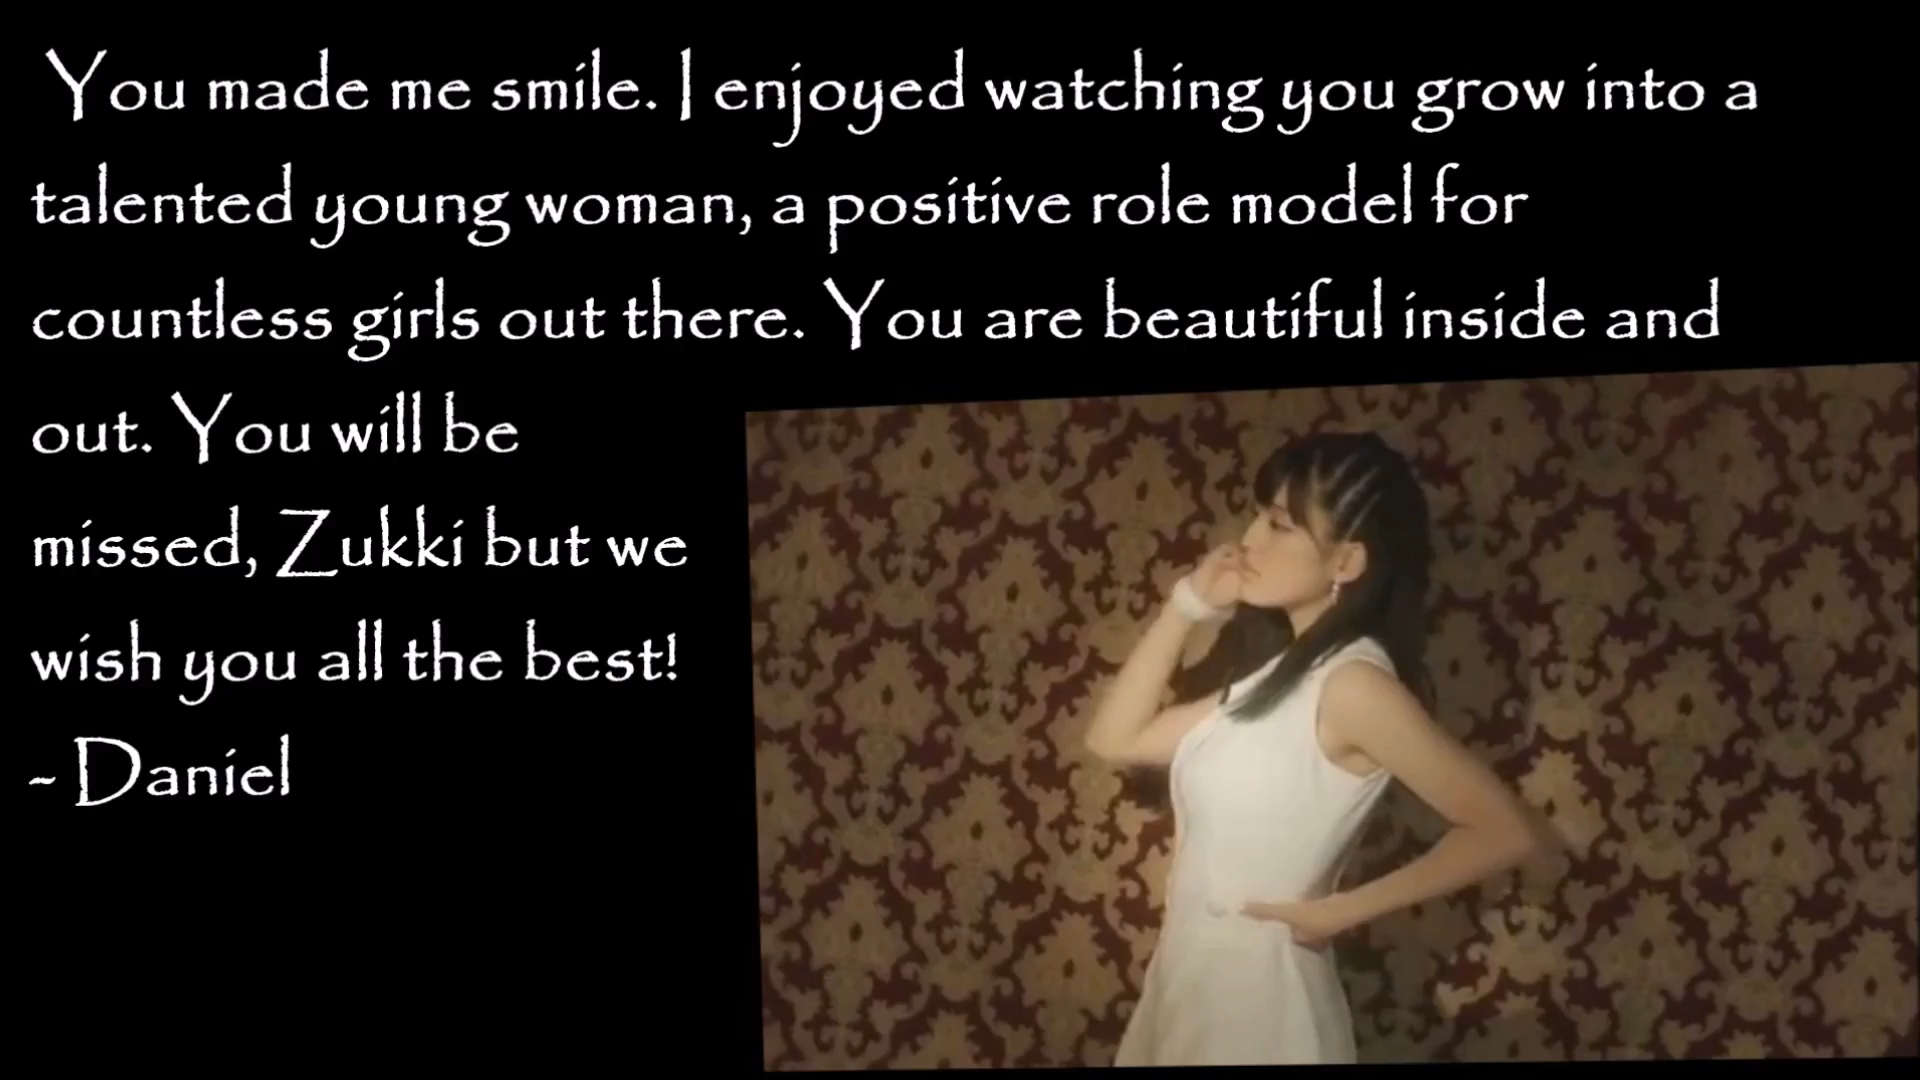 You made me smile. I enjoyed watching you grow into a
talented young woman, a positive role model for
countless girls out there. You are beautiful inside and
out. You will be
missed, Zukki but we
wish you all the best!
- Daniel